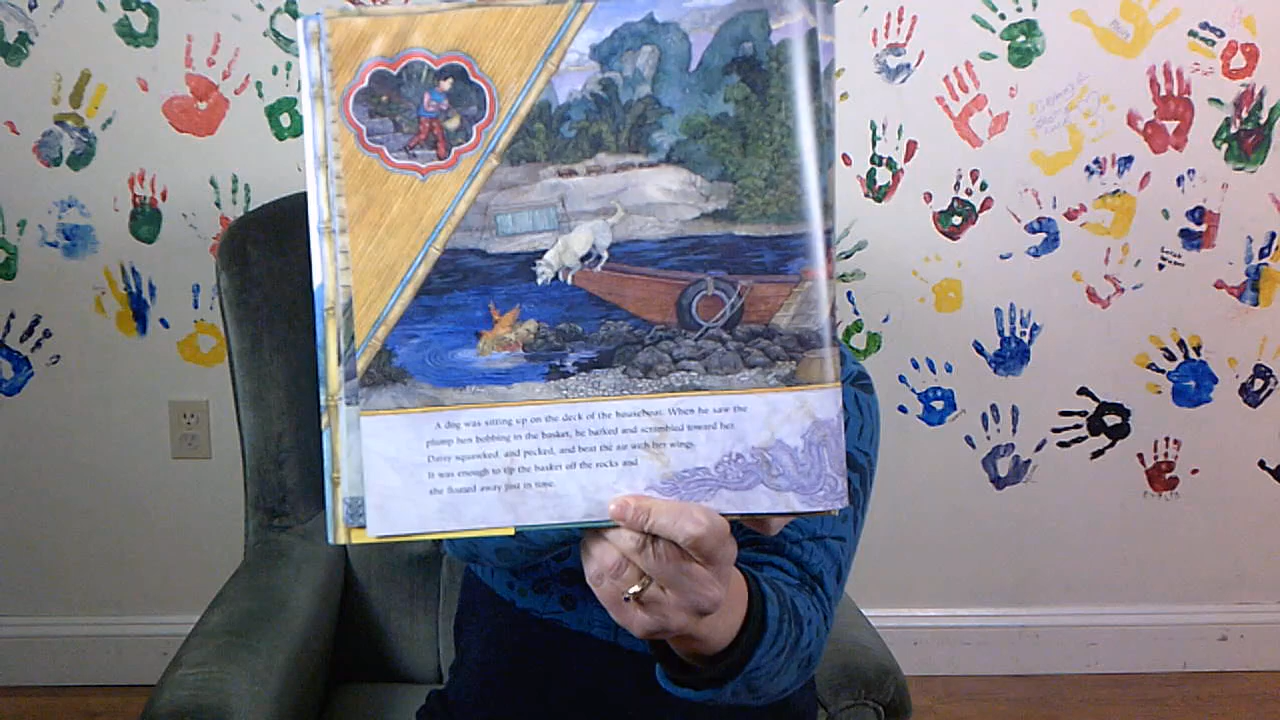 A dog was sitting up on the deck of the houseboat. When he saw the
plump hen bobbing in the basket, he barked and scrambled toward her.
Daisy squawked, and pecked, and beat the air with her wings.
It was enough to tip the basket off the rocks and
she floated away just in time.